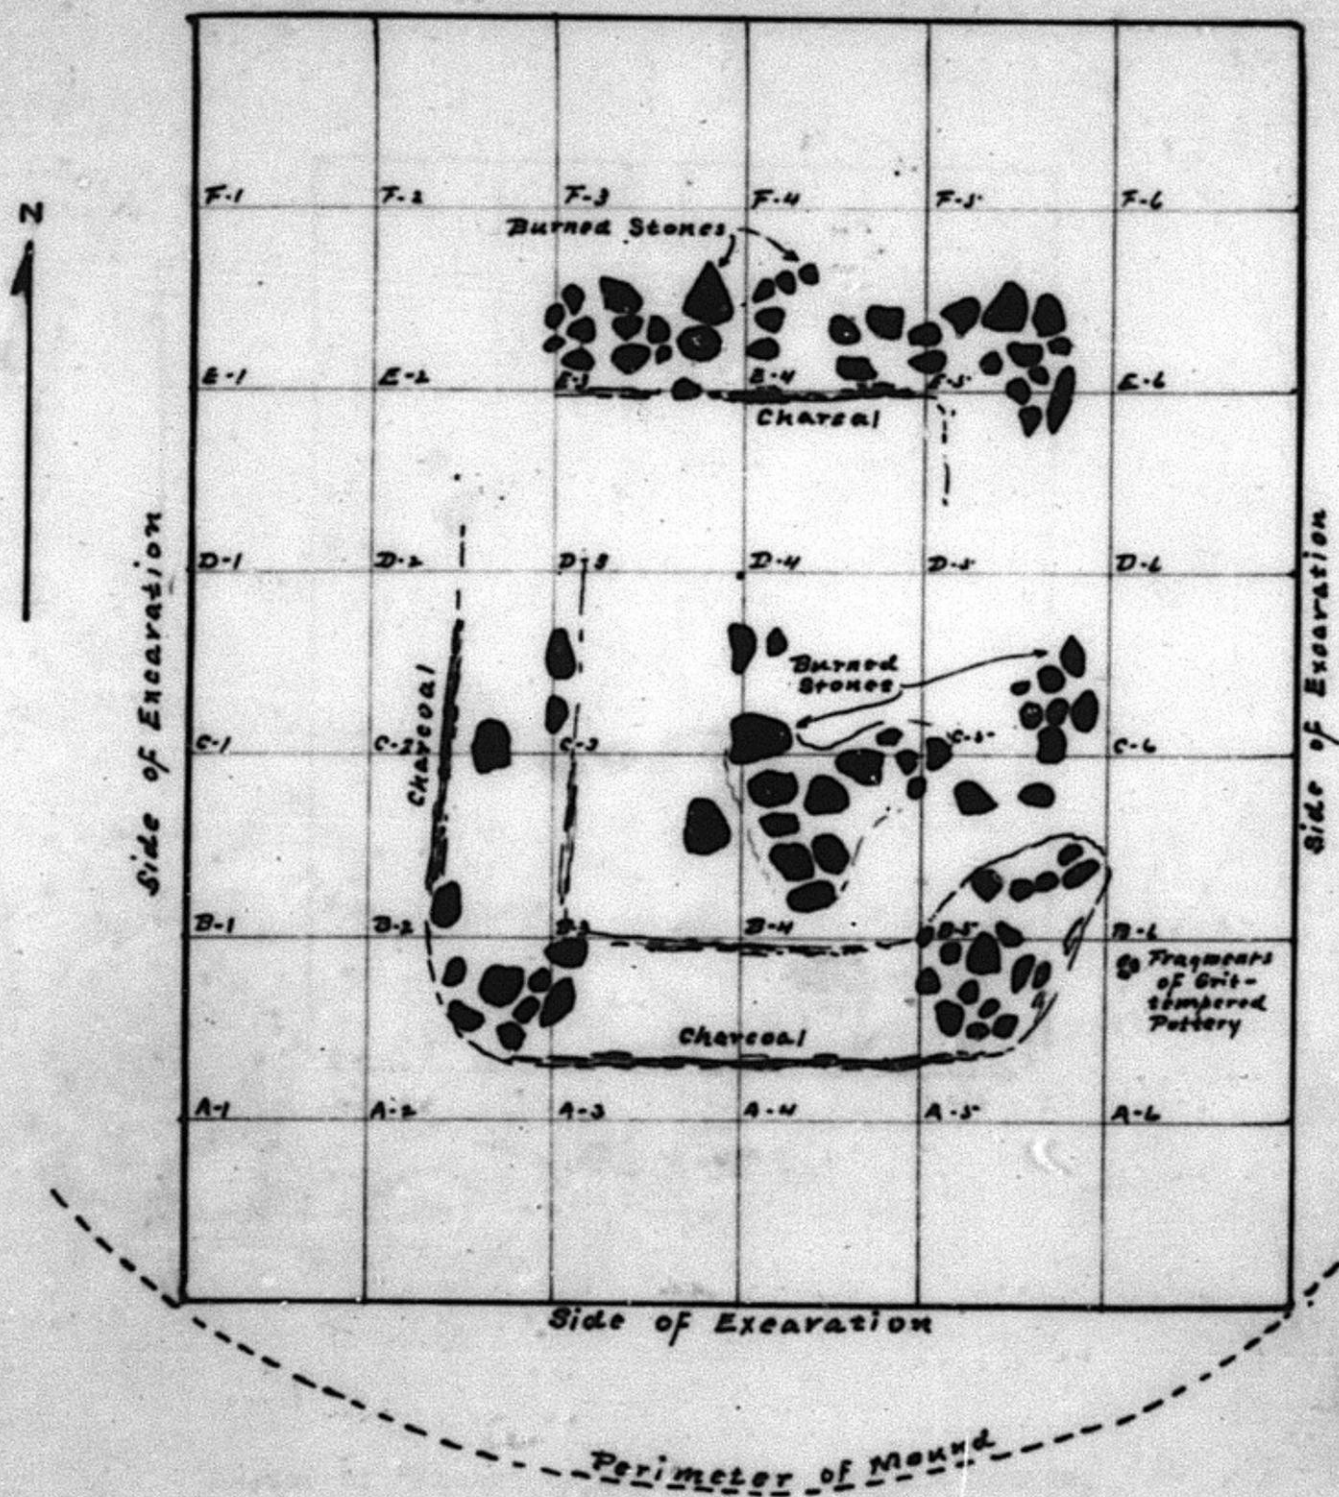 N
F-1 F-2 F-3 F-4 F-5 F-6
Burned Stones
E-1 E-2 E-3 E-4 E-5 E-6
Charcal
D-1 D-2 D-3 D-4 D-5 D-6
Side of Excavation
Side of Excavation
Burned
Stones
Charcoal
C-1 C-2 C-3 C-5 C-6
B-1 B-2 B-3 B-4 B-5 B-6
Fragments
of Grit-
tempered
Pottery
Charcoal
A-1 A-2 A-3 A-4 A-5 A-6
Side of Excavation
Perimeter of Mound